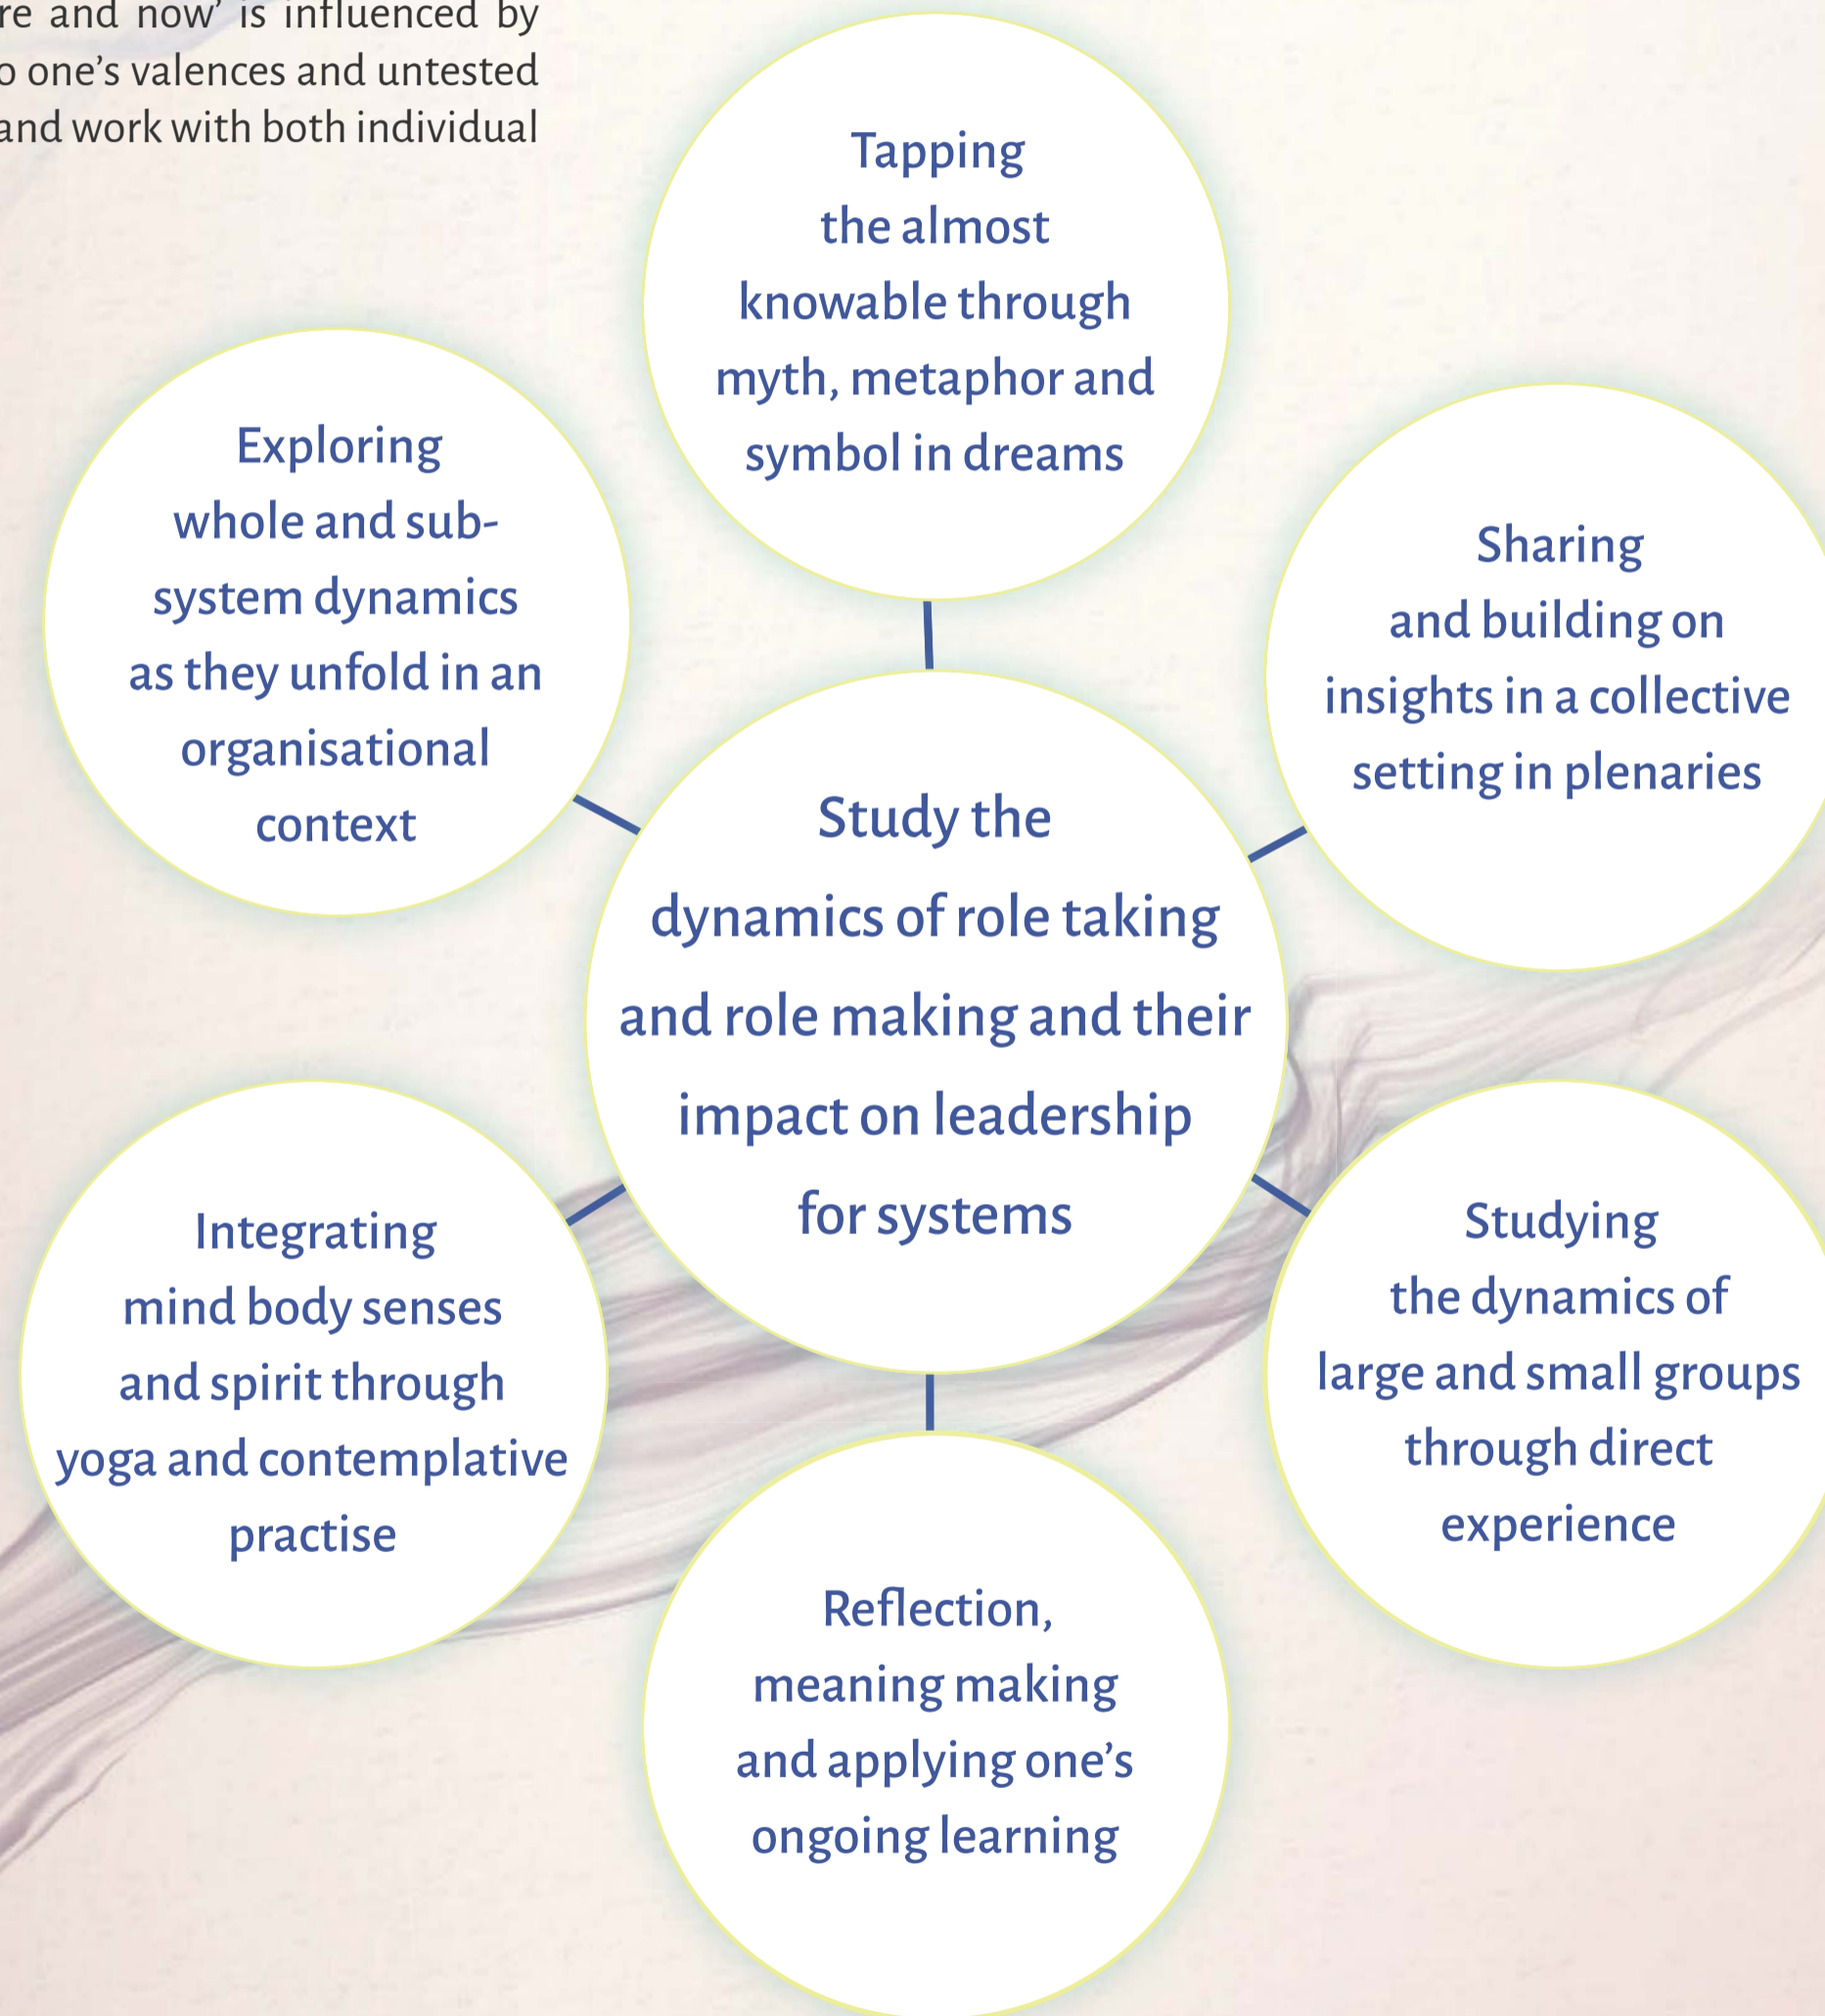 and now’ is influenced by
one’s valences and untested
and work with both individual
Tapping
the almost
knowable through
myth, metaphor and
symbol in dreams
Exploring
whole and sub-
system dynamics
as they unfold in an
organisational
context
Sharing
and building on
insights in a collective
setting in plenaries
Study the
dynamics of role taking
and role making and their
impact on leadership
for systems
Integrating
mind body senses
and spirit through
yoga and contemplative
practise
Studying
the dynamics of
large and small groups
through direct
experience
Reflection,
meaning making
and applying one’s
ongoing learning